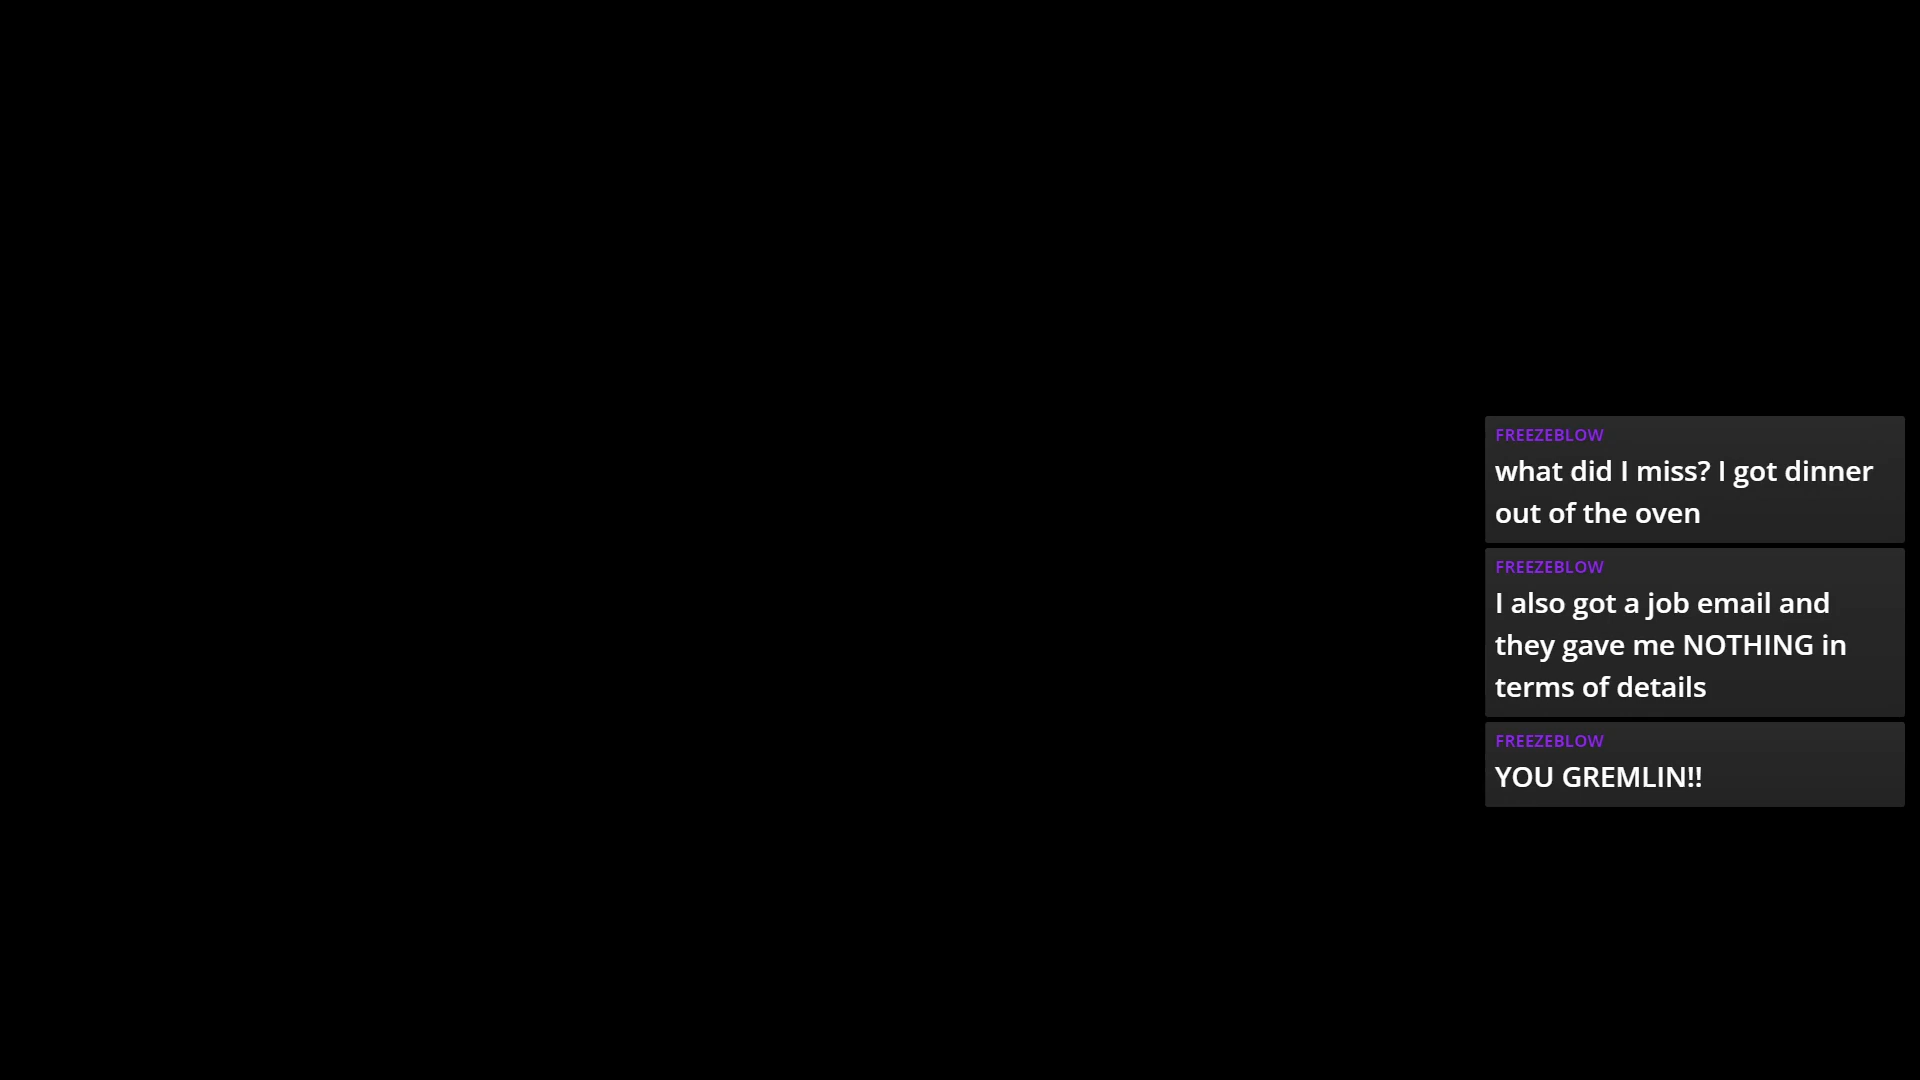 FREEZEBLOW
what did I miss? I got dinner
out of the oven
FREEZEBLOW
I also got a job email and
they gave me NOTHING in
terms of details
FREEZEBLOW
YOU GREMLIN!!